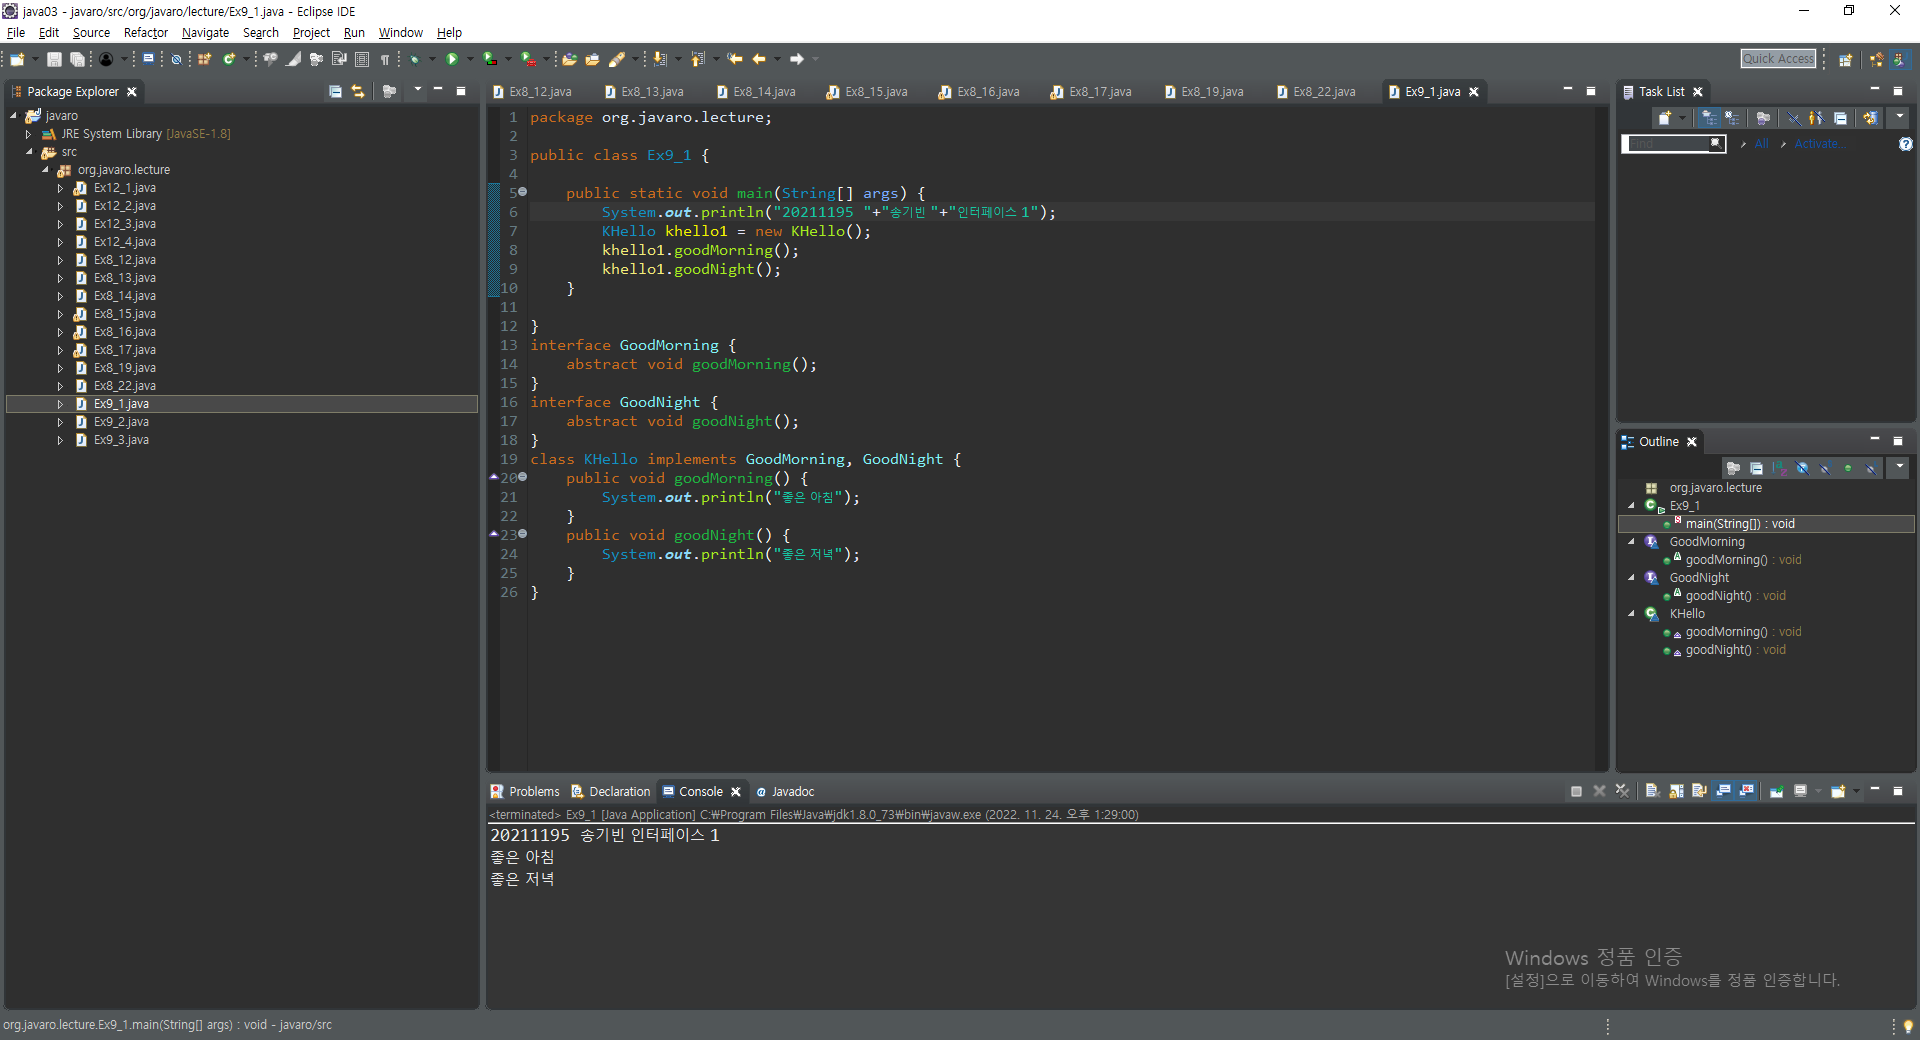 java03 - javaro/src/org/javaro/lecture/Ex9_1.java - Eclipse IDE
File Edit Source Refactor Navigate Search Project Run Window Help
Quick Access
Package Explorer
javaro
JRE System Library [JavaSE-1.8]
src
org.javaro.lecture
Ex12_1.java
Ex12_2.java
Ex12_3.java
Ex12_4.java
Ex8_12.java
Ex8_13.java
Ex8_14.java
Ex8_15.java
Ex8_16.java
Ex8_17.java
Ex8_19.java
Ex8_22.java
Ex9_1.java
Ex9_2.java
Ex9_3.java
Ex8_12.java Ex8_13.java Ex8_14.java Ex8_15.java Ex8_16.java Ex8_17.java Ex8_19.java Ex8_22.java Ex9_1.java
1 package org.javaro.lecture;
2
3 public class Ex9_1 {
4
5 public static void main(String[] args) {
6 System.out.println("20211195 "+"송기빈 "+"인터페이스 1");
7 KHello khello1 = new KHello();
8 khello1.goodMorning();
9 khello1.goodNight();
10 }
11
12 }
13 interface GoodMorning {
14 abstract void goodMorning();
15 }
16 interface GoodNight {
17 abstract void goodNight();
18 }
19 class KHello implements GoodMorning, GoodNight {
20 public void goodMorning() {
21 System.out.println("좋은 아침");
22 }
23 public void goodNight() {
24 System.out.println("좋은 저녁");
25 }
26 }
Task List
Find All Activate...
Outline
org.javaro.lecture
Ex9_1
main(String[]) : void
GoodMorning
goodMorning() : void
GoodNight
goodNight() : void
KHello
goodMorning() : void
goodNight() : void
Problems Declaration Console Javadoc
<terminated> Ex9_1 [Java Application] C:₩Program Files₩Java₩jdk1.8.0_73₩bin₩javaw.exe (2022. 11. 24. 오후 1:29:00)
20211195 송기빈 인터페이스 1
좋은 아침
좋은 저녁
Windows 정품 인증
[설정]으로 이동하여 Windows를 정품 인증합니다.
org.javaro.lecture.Ex9_1.main(String[] args) : void - javaro/src